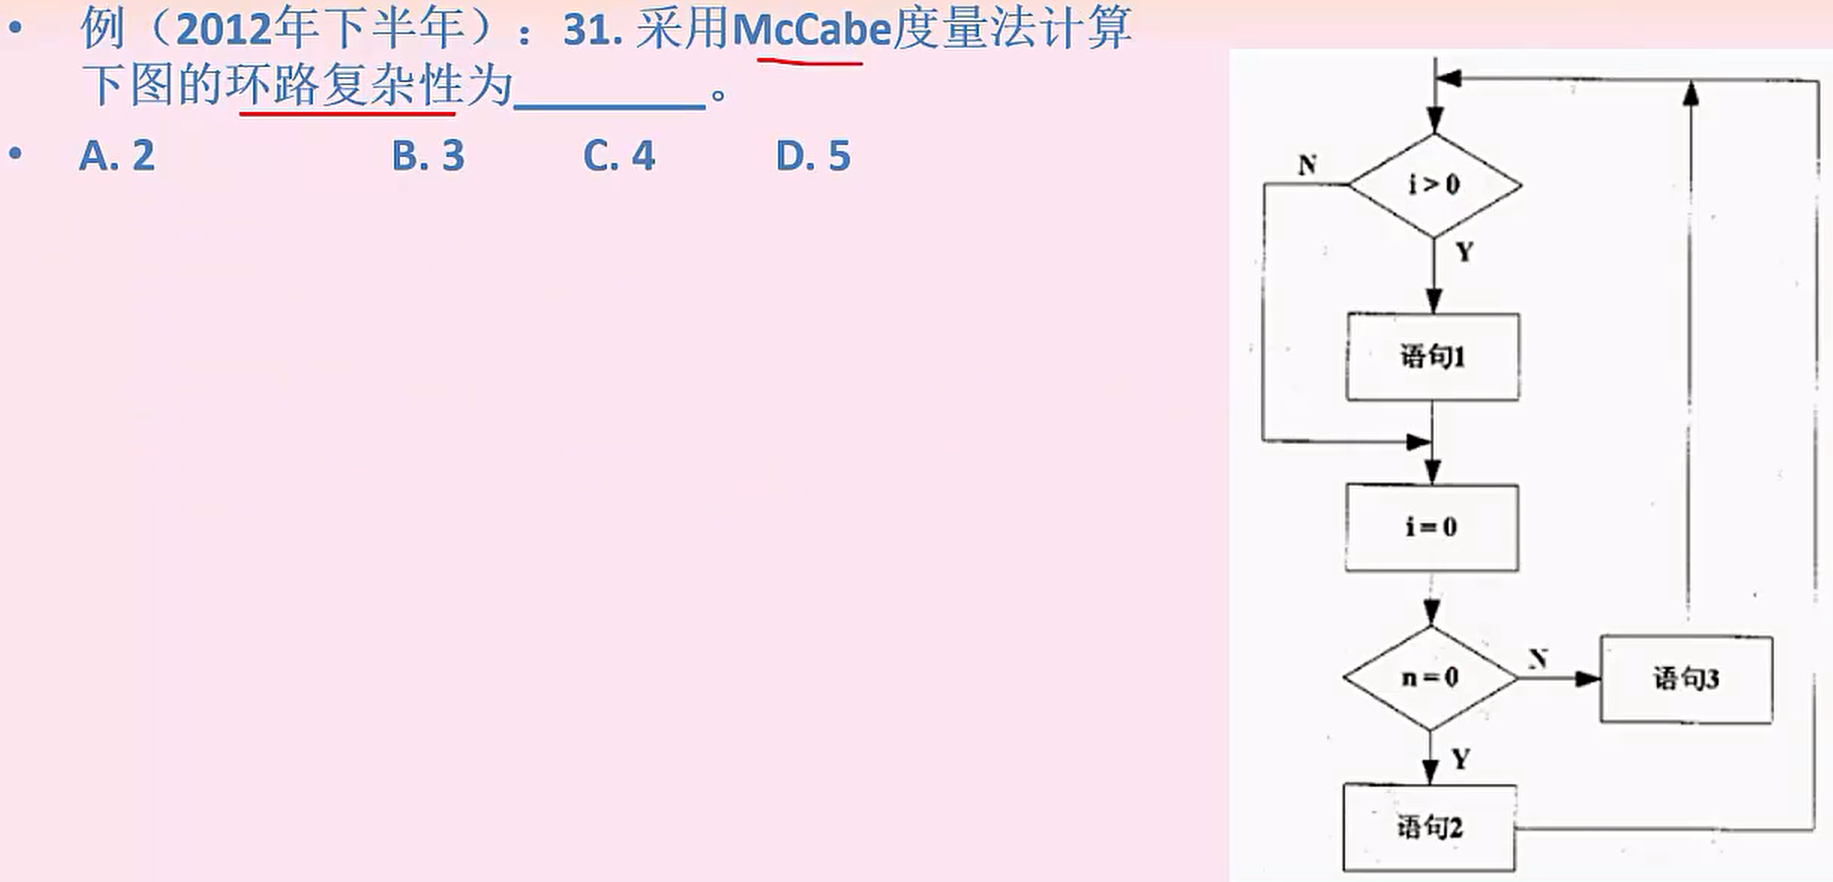 • 例（2012年下半年）：31. 采用McCabe度量法计算
下图的环路复杂性为________。
• A. 2 B. 3 C. 4 D. 5
N
i > 0
Y
语句1
i = 0
n = 0
N
语句3
Y
语句2